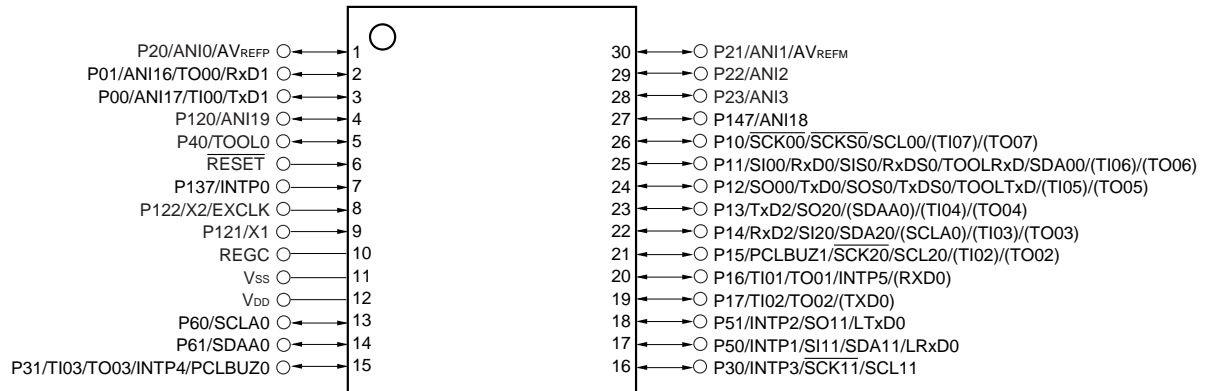 P20/ANI0/AVREFP 1
P01/ANI16/TO00/RxD1 2
P00/ANI17/TI00/TxD1 3
P120/ANI19 4
P40/TOOL0 5
RESET 6
P137/INTP0 7
P122/X2/EXCLK 8
P121/X1 9
REGC 10
VSS 11
VDD 12
P60/SCLA0 13
P61/SDAA0 14
P31/TI03/TO03/INTP4/PCLBUZ0 15
30 P21/ANI1/AVREFM
29 P22/ANI2
28 P23/ANI3
27 P147/ANI18
26 P10/SCK00/SCKS0/SCL00/(TI07)/(TO07)
25 P11/SI00/RxD0/SIS0/RxDS0/TOOLRxD/SDA00/(TI06)/(TO06)
24 P12/SO00/TxD0/SOS0/TxDS0/TOOLTxD/(TI05)/(TO05)
23 P13/TxD2/SO20/(SDAA0)/(TI04)/(TO04)
22 P14/RxD2/SI20/SDA20/(SCLA0)/(TI03)/(TO03)
21 P15/PCLBUZ1/SCK20/SCL20/(TI02)/(TO02)
20 P16/TI01/TO01/INTP5/(RXD0)
19 P17/TI02/TO02/(TXD0)
18 P51/INTP2/SO11/LTxD0
17 P50/INTP1/SI11/SDA11/LRxD0
16 P30/INTP3/SCK11/SCL11